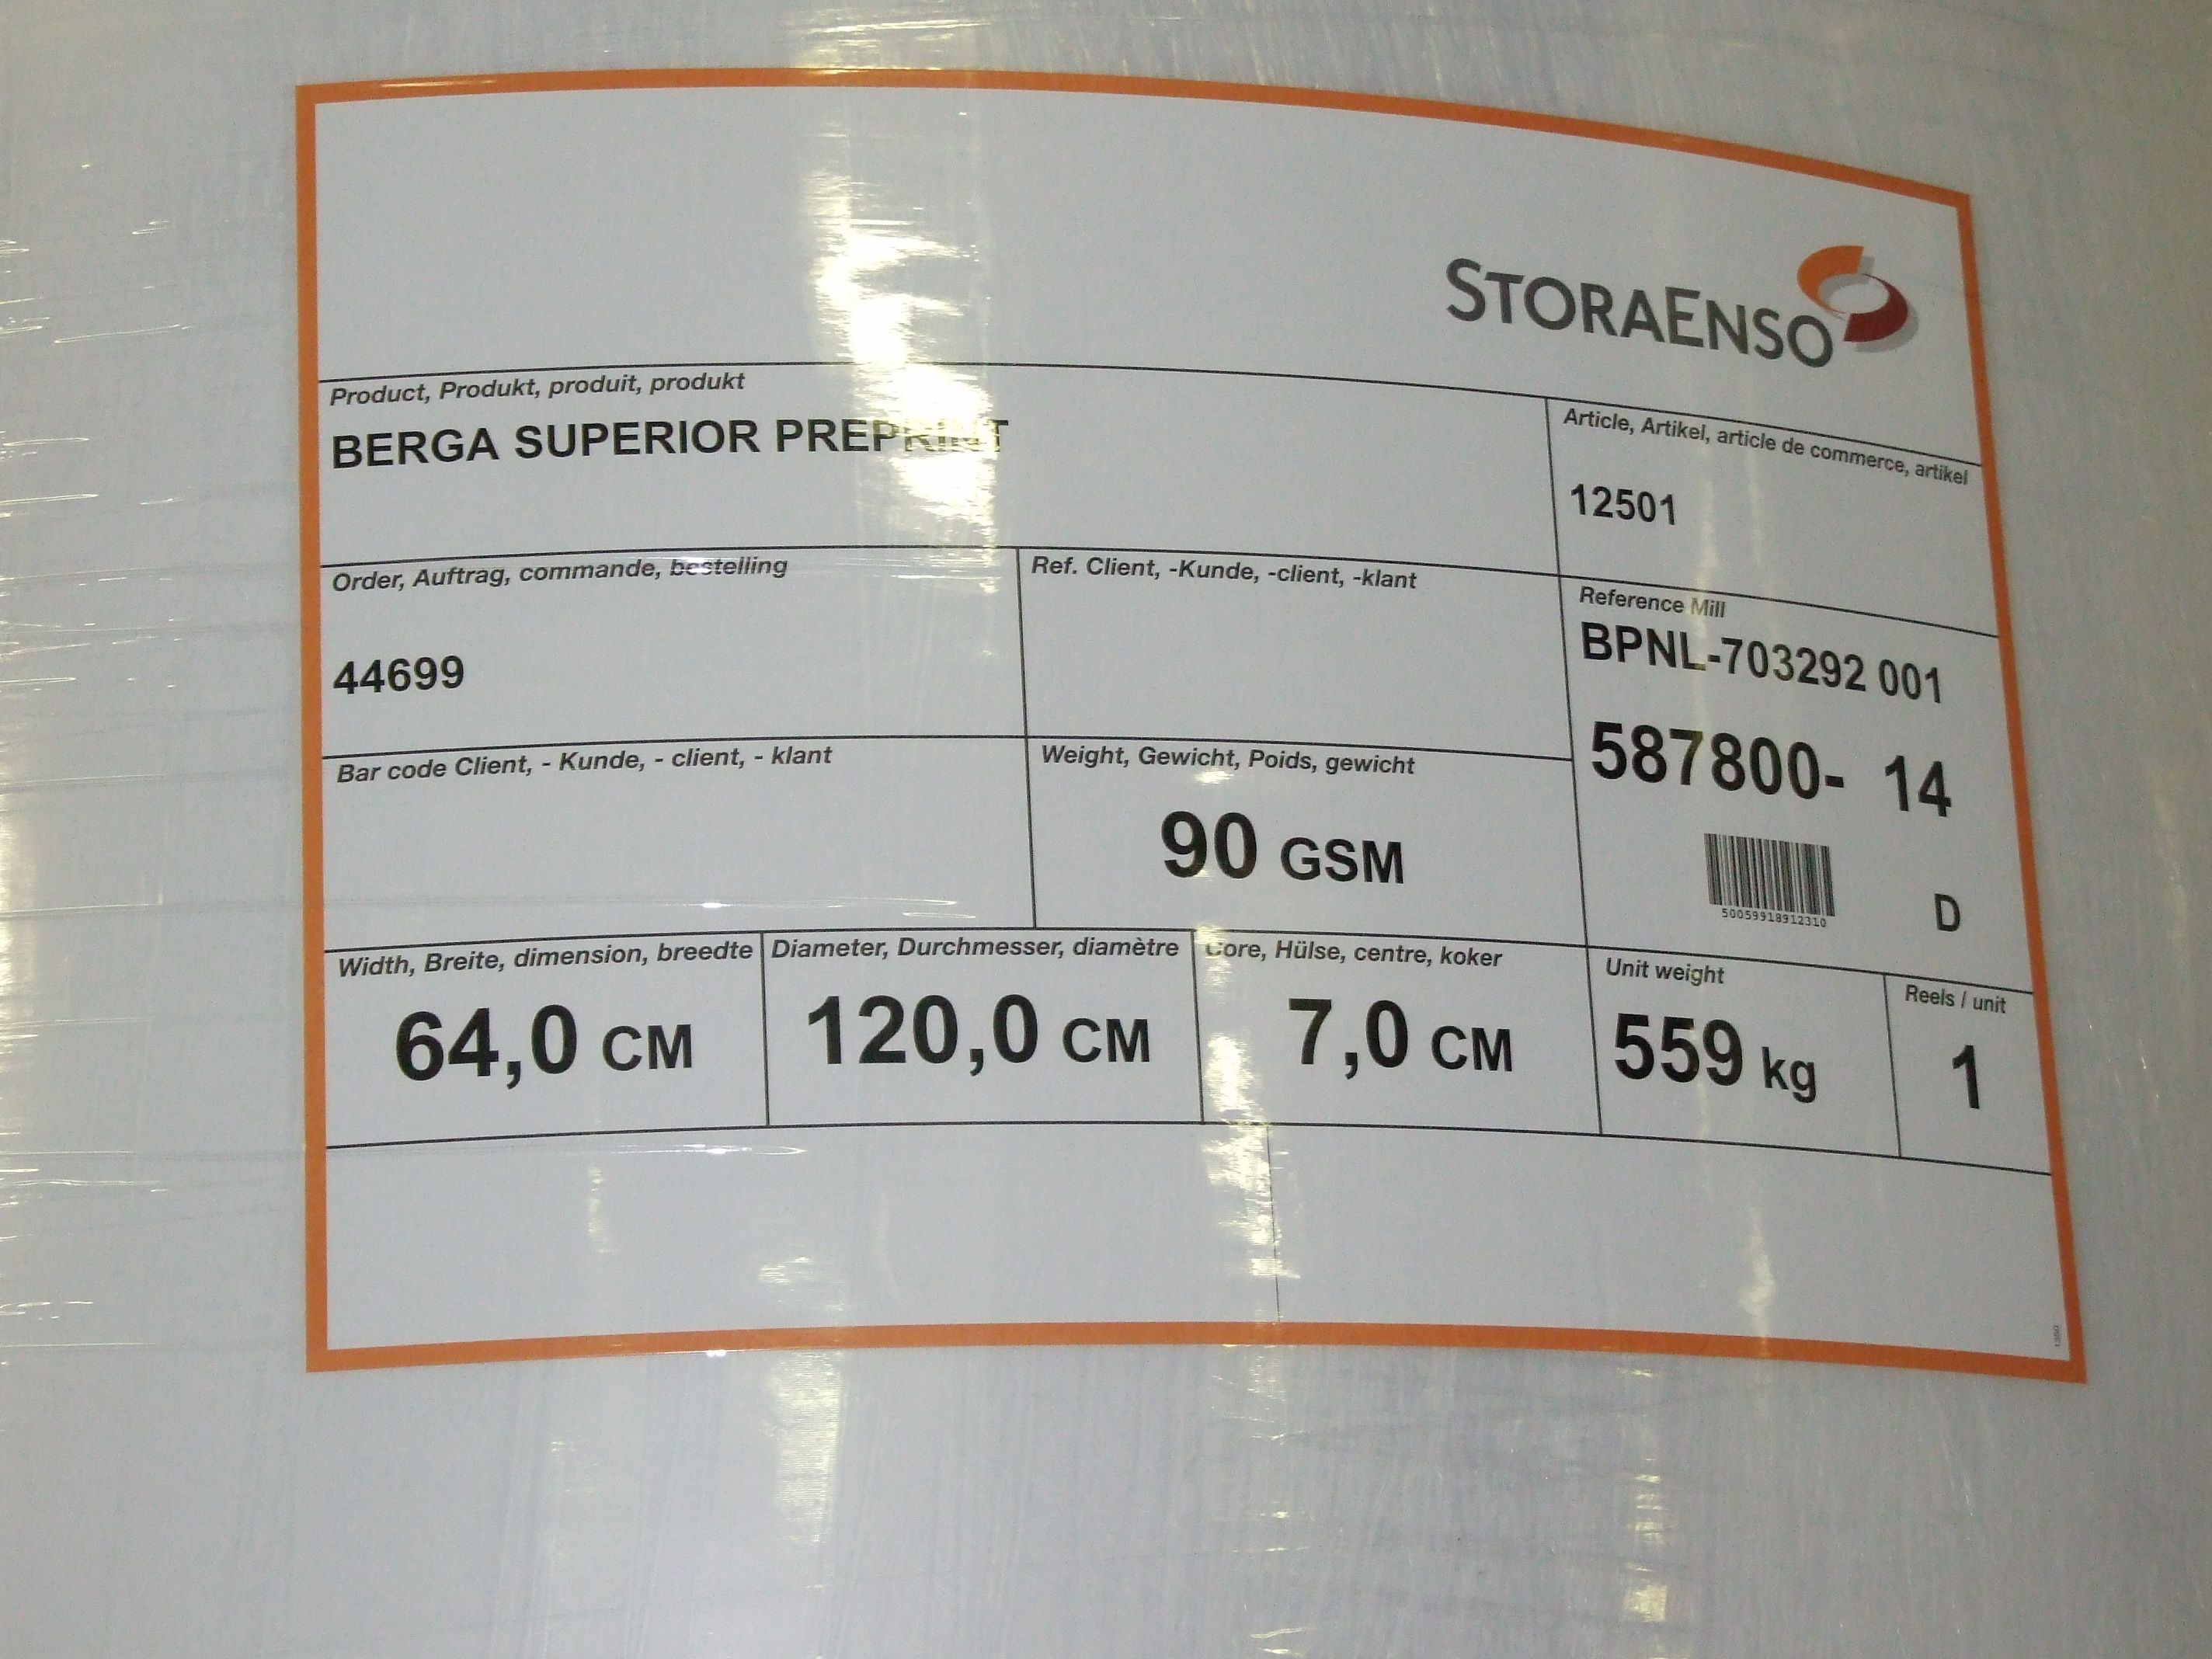 STORAENSO
Product, Produkt, produit, produkt
BERGA SUPERIOR PREPRINT
Article, Artikel, article de commerce, artikel
12501
Order, Auftrag, commande, bestelling
44699
Ref. Client, -Kunde, -client, -klant
Reference Mill
BPNL-703292 001
587800- 14
50059918912310
D
Bar code Client, - Kunde, - client, - klant
Weight, Gewicht, Poids, gewicht
90 GSM
Width, Breite, dimension, breedte
64,0 CM
Diameter, Durchmesser, diamètre
120,0 CM
Core, Hülse, centre, koker
7,0 CM
Unit weight
559 kg
Reels / unit
1